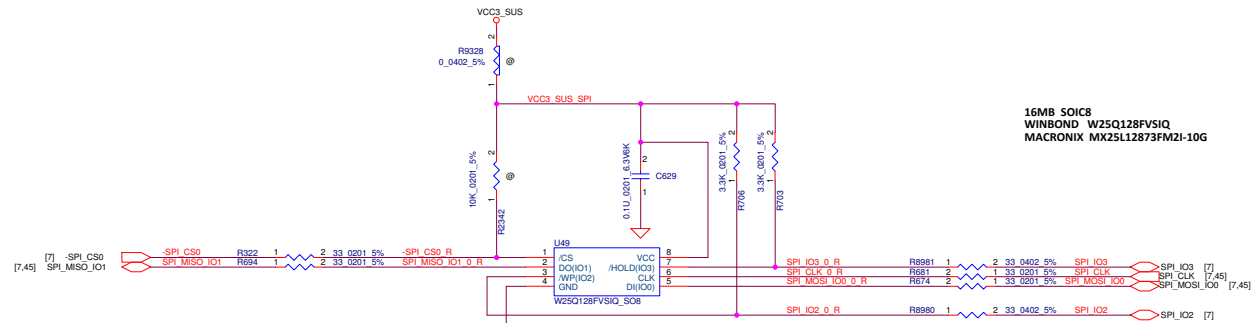 VCC3_SUS
2
R9328
0_0402_5%
@
1
VCC3_SUS_SPI
16MB SOIC8
WINBOND W25Q128FVSIQ
MACRONIX MX25L12873FM2I-10G
2
10K_0201_5%
@
1
R2342
0.1U_0201_6.3V6K
2
C629
1
3.3K_0201_5%
2
1
R706
3.3K_0201_5%
2
1
R703
U49
[7] -SPI_CS0 -SPI_CS0 R322 1 2 33_0201_5% -SPI_CS0_R 1 /CS VCC 8
[7,45] SPI_MISO_IO1 SPI_MISO_IO1 R694 1 2 33_0201_5% SPI_MISO_IO1_0_R 2 DO(IO1) /HOLD(IO3) 7 SPI_IO3_0_R R8981 1 2 33_0402_5% SPI_IO3 SPI_IO3 [7]
3 /WP(IO2) CLK 6 SPI_CLK_0_R R681 2 1 33_0201_5% SPI_CLK SPI_CLK [7,45]
4 GND DI(IO0) 5 SPI_MOSI_IO0_0_R R674 2 1 33_0201_5% SPI_MOSI_IO0 SPI_MOSI_IO0 [7,45]
W25Q128FVSIQ_SO8
SPI_IO2_0_R R8980 1 2 33_0402_5% SPI_IO2 SPI_IO2 [7]